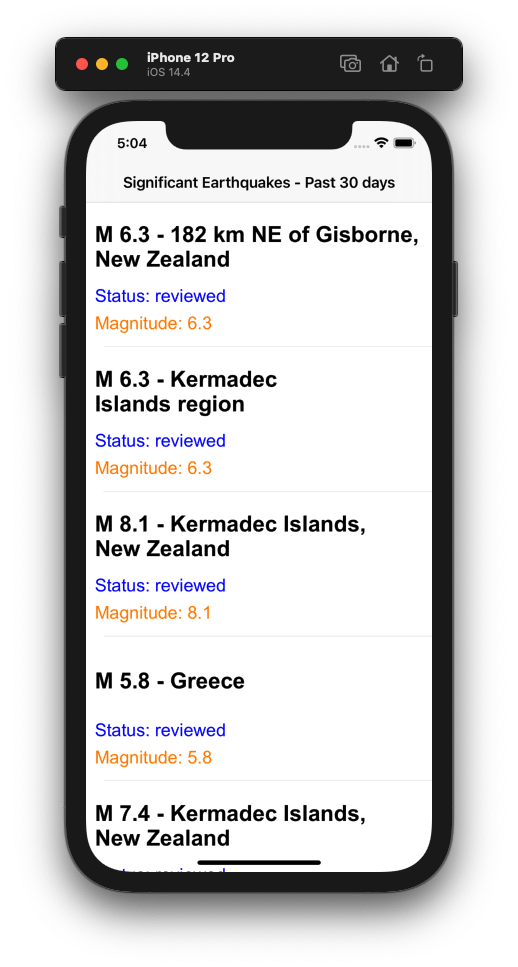 iPhone 12 Pro
iOS 14.4
5:04
Significant Earthquakes - Past 30 days
M 6.3 - 182 km NE of Gisborne,
New Zealand
Status: reviewed
Magnitude: 6.3
M 6.3 - Kermadec
Islands region
Status: reviewed
Magnitude: 6.3
M 8.1 - Kermadec Islands,
New Zealand
Status: reviewed
Magnitude: 8.1
M 5.8 - Greece
Status: reviewed
Magnitude: 5.8
M 7.4 - Kermadec Islands,
New Zealand